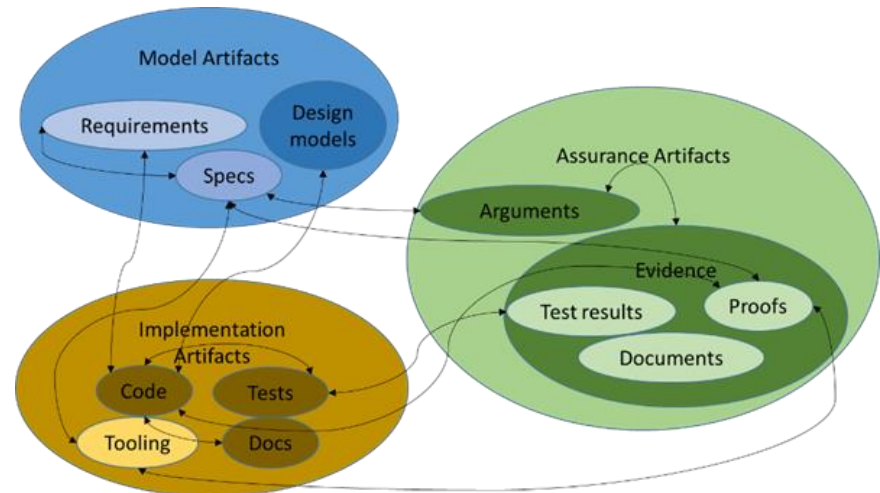 Model Artifacts
Requirements
Design
models
Specs
Assurance Artifacts
Arguments
Evidence
Test results
Proofs
Documents
Implementation
Artifacts
Code
Tests
Tooling
Docs